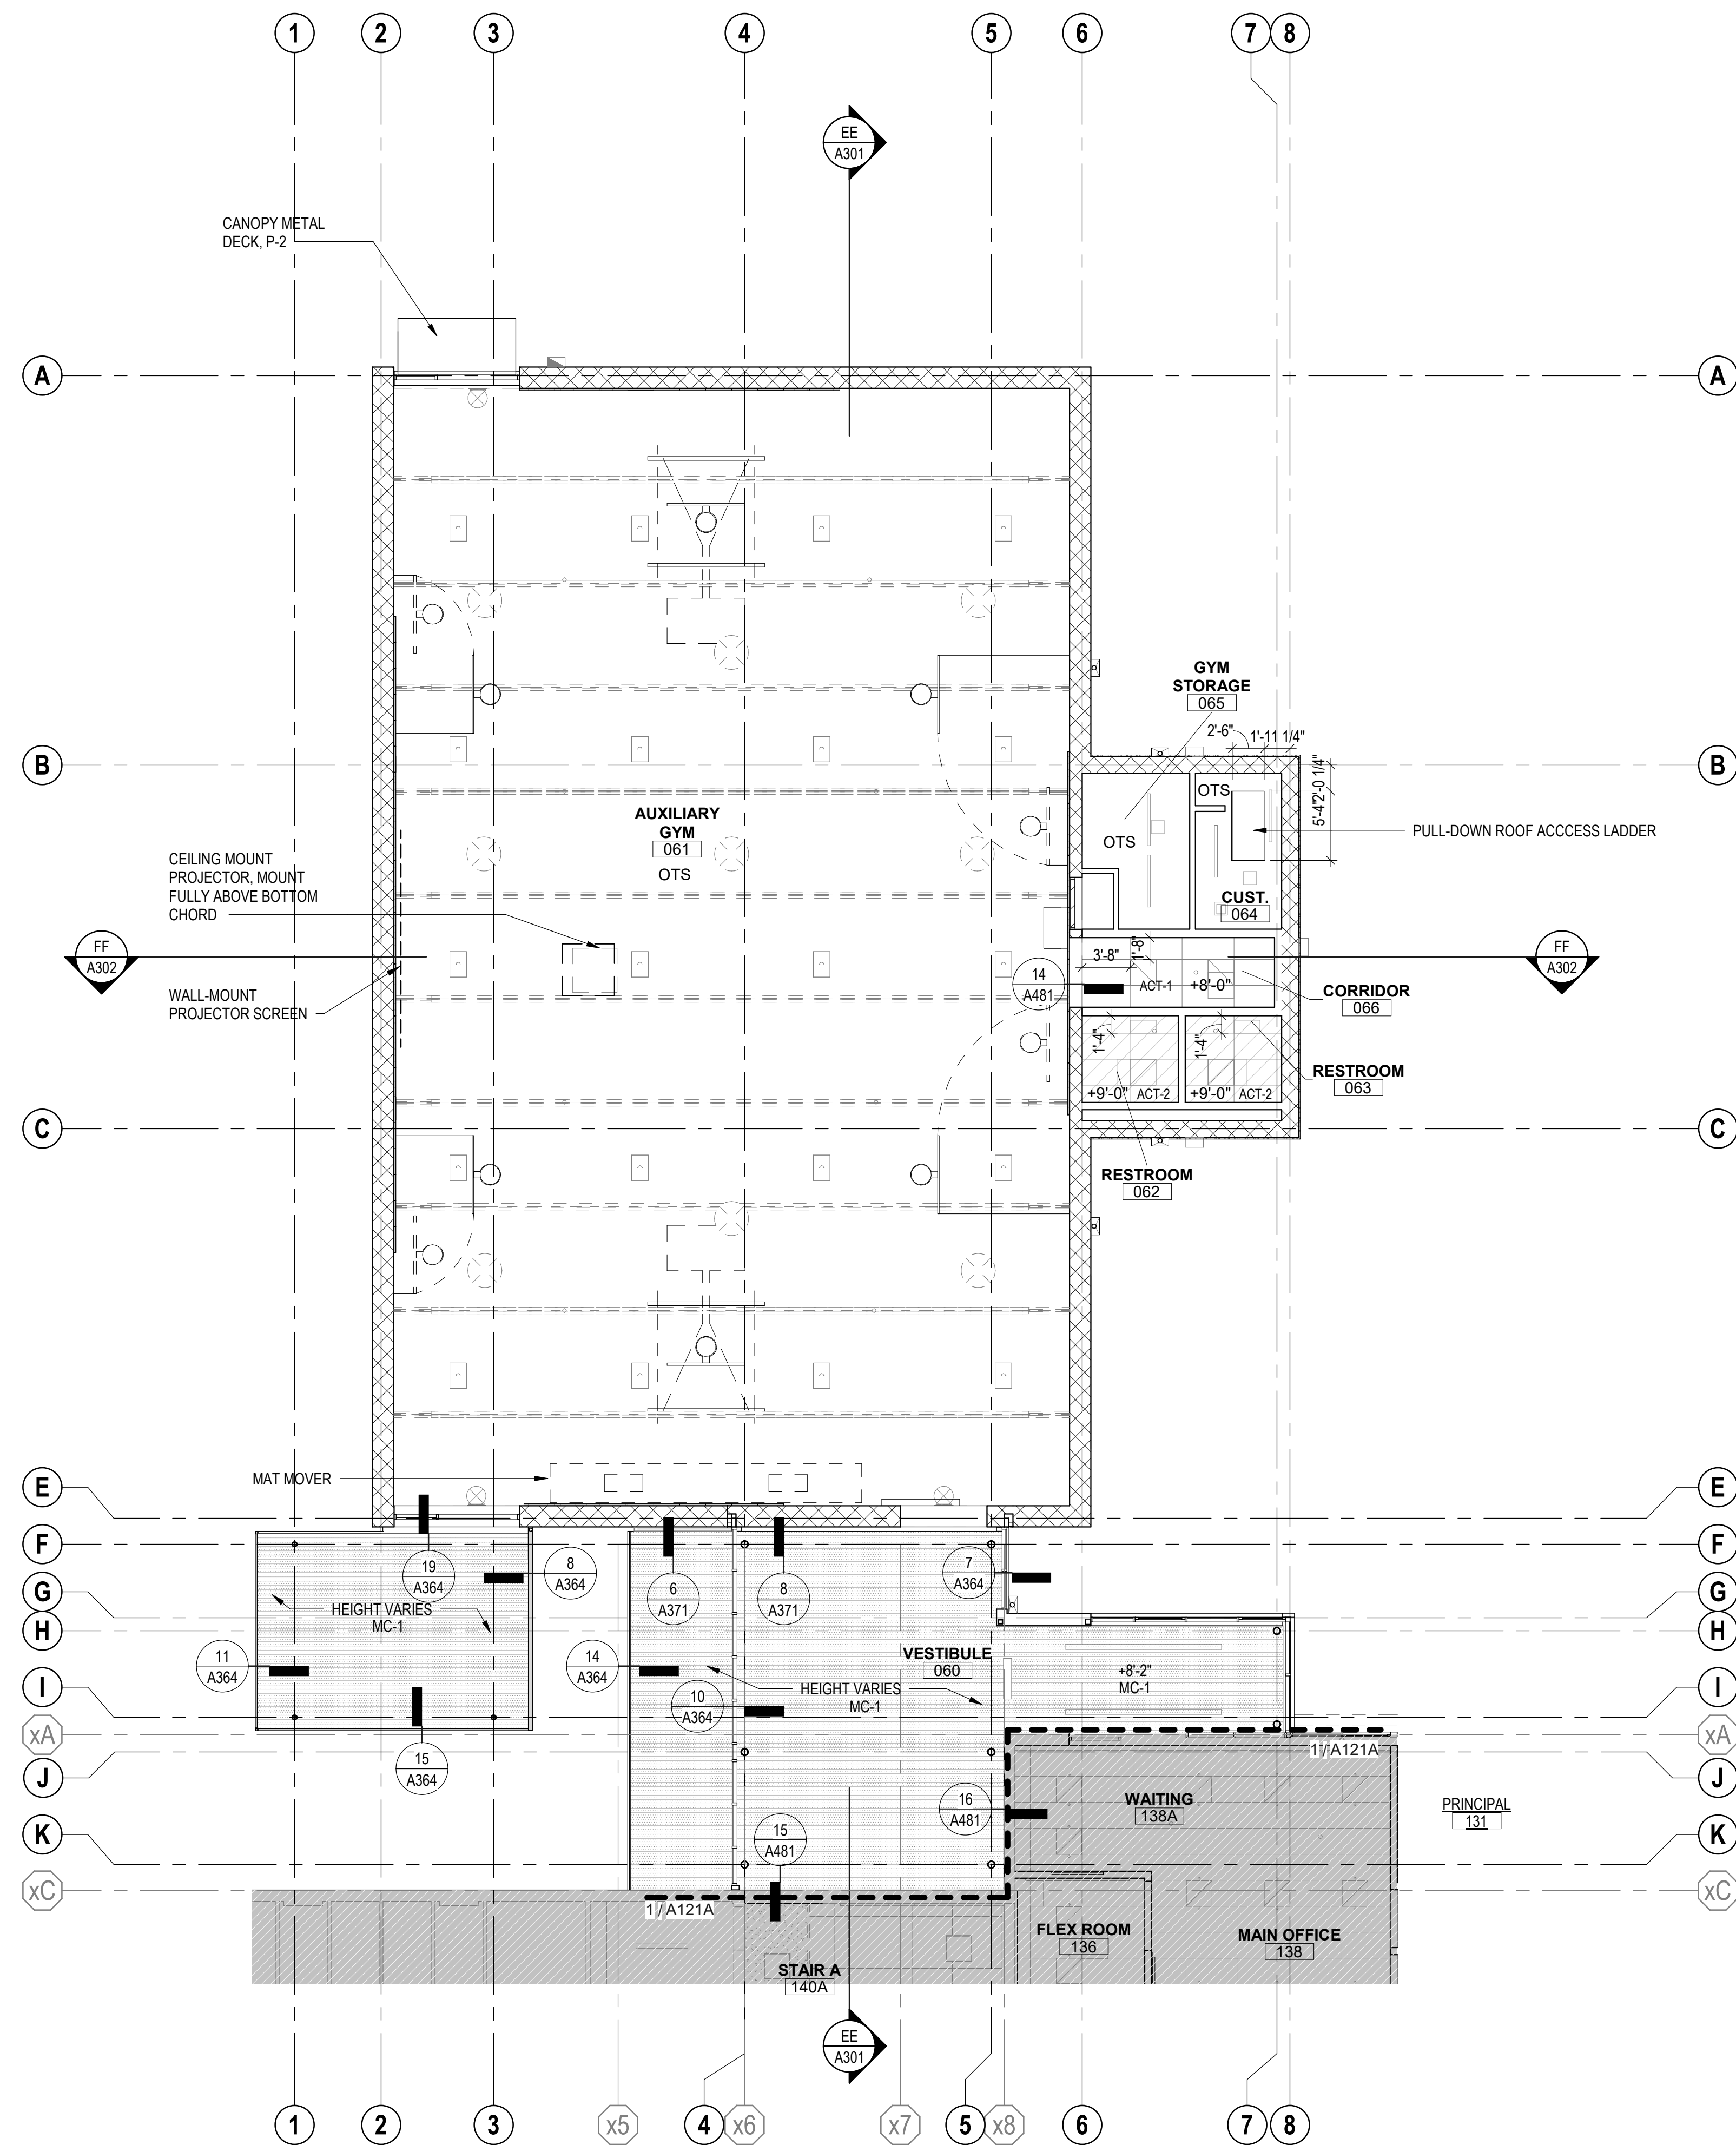 1
2
3
4
5
6
7
8
EE
A301
CANOPY METAL
DECK, P-2
A
A
GYM
STORAGE
065
2'-6"
1'-11 1/4"
B
B
2'-0 1/4"
5'-4"
OTS
PULL-DOWN ROOF ACCCESS LADDER
AUXILIARY
GYM
061
OTS
OTS
CEILING MOUNT
PROJECTOR, MOUNT
FULLY ABOVE BOTTOM
CHORD
CUST.
064
FF
A302
FF
A302
3'-8"
1'-8"
14
A481
ACT-1
+8'-0"
WALL-MOUNT
PROJECTOR SCREEN
CORRIDOR
066
1'-4"
1'-4"
RESTROOM
063
+9'-0"
ACT-2
+9'-0"
ACT-2
C
C
RESTROOM
062
MAT MOVER
E
E
F
F
19
A364
8
A364
6
A371
8
A371
7
A364
G
G
HEIGHT VARIES
MC-1
H
H
11
A364
14
A364
VESTIBULE
060
+8'-2"
MC-1
I
I
10
A364
HEIGHT VARIES
MC-1
xA
xA
15
A364
1 / A121A
J
J
16
A481
WAITING
138A
PRINCIPAL
131
K
K
15
A481
xC
xC
1 / A121A
FLEX ROOM
136
MAIN OFFICE
138
STAIR A
140A
EE
A301
1
2
3
x5
4
x6
x7
5
x8
6
7
8